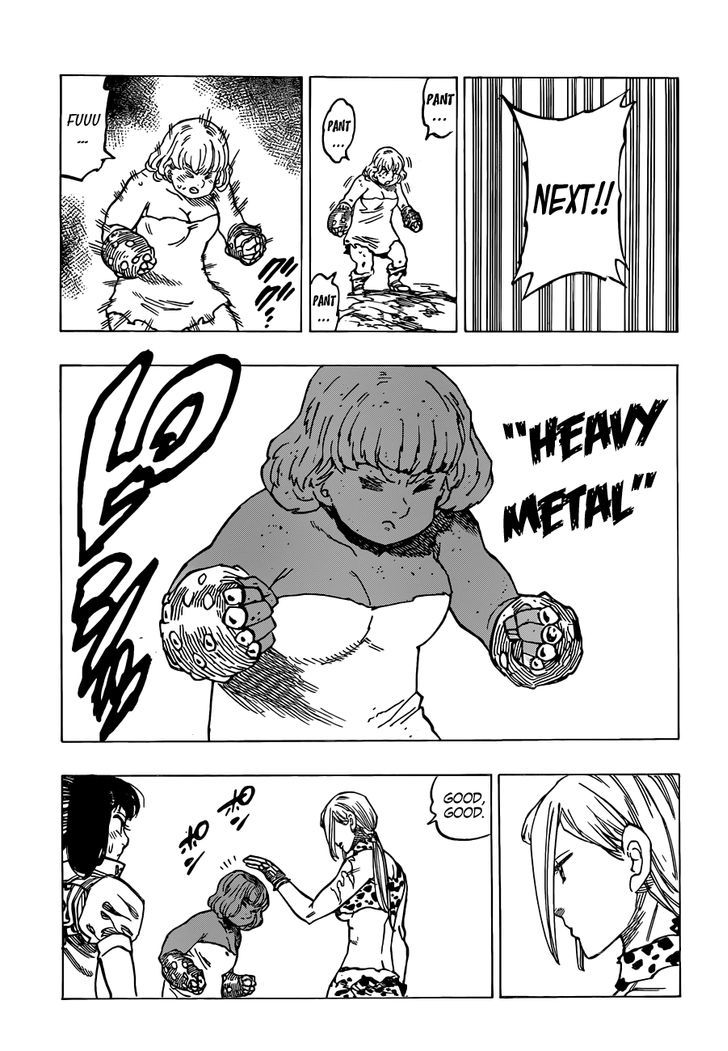 NEXT!!
PANT
...
PANT
...
PANT
...
FUUU
...
"HEAVY
METAL"
GOOD,
GOOD.